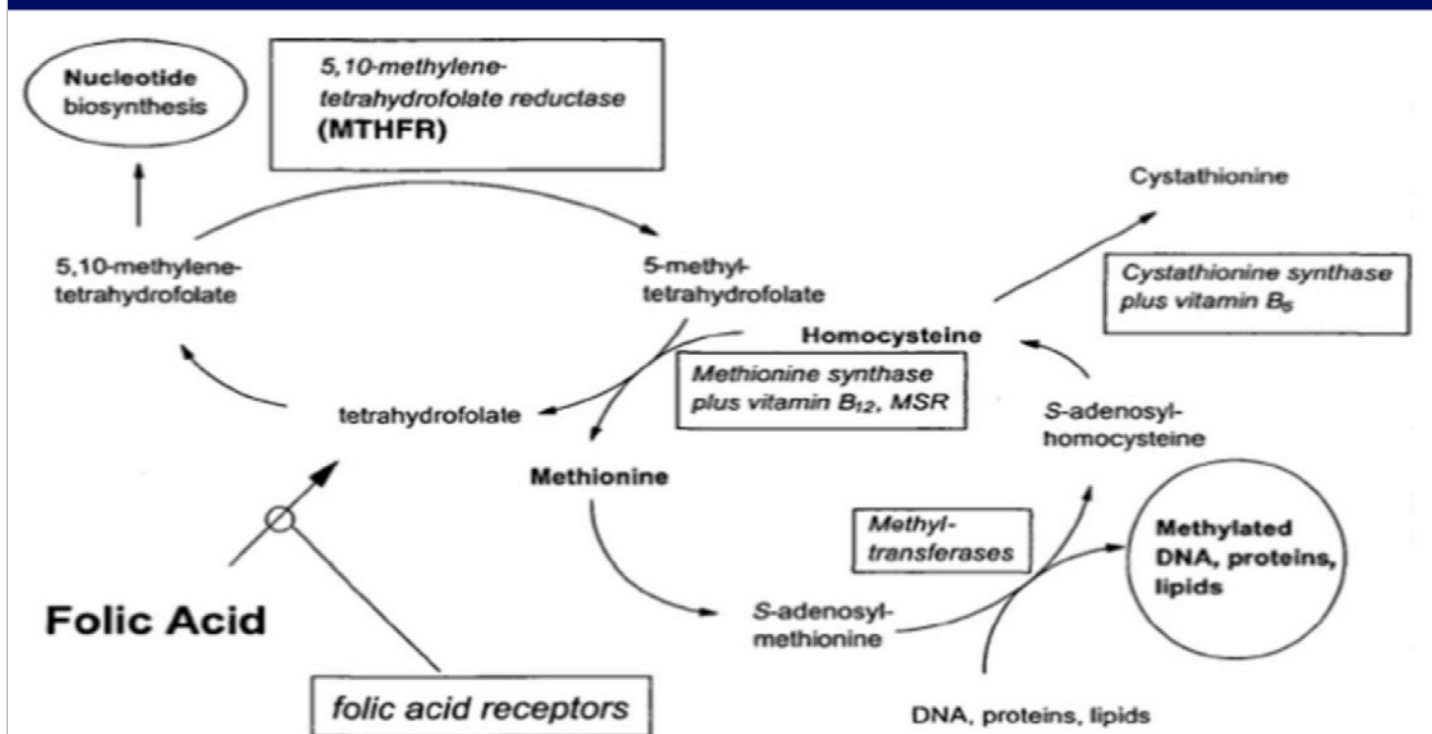 Nucleotide
biosynthesis
5,10-methylene-
tetrahydrofolate reductase
(MTHFR)
Cystathionine
5,10-methylene-
tetrahydrofolate
5-methyl-
tetrahydrofolate
Cystathionine synthase
plus vitamin B₆
Homocysteine
Methionine synthase
plus vitamin B₁₂, MSR
tetrahydrofolate
S-adenosyl-
homocysteine
Methionine
Methyl-
transferases
Methylated
DNA, proteins,
lipids
Folic Acid
S-adenosyl-
methionine
folic acid receptors
DNA, proteins, lipids